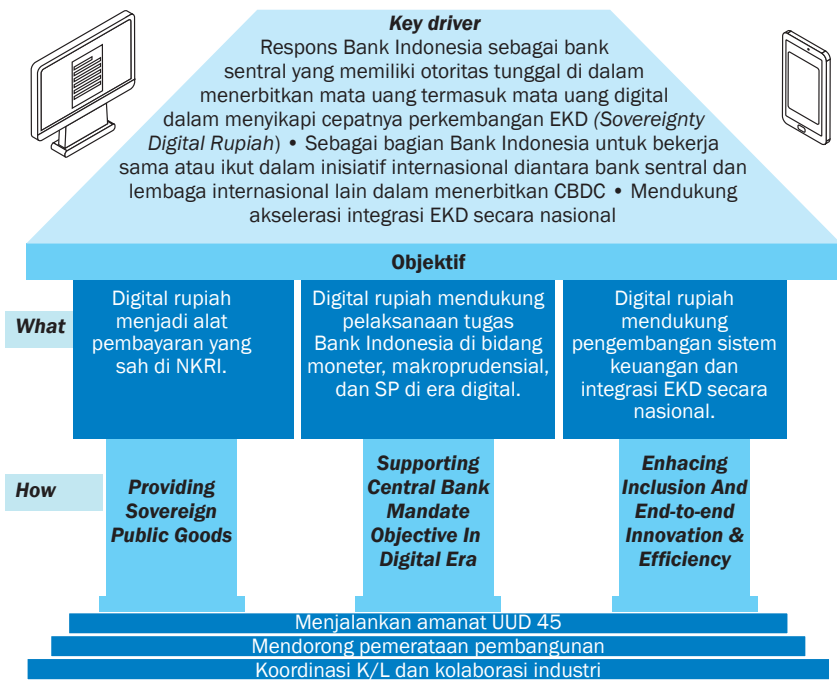 Key driver
Respons Bank Indonesia sebagai bank
sentral yang memiliki otoritas tunggal di dalam
menerbitkan mata uang termasuk mata uang digital
dalam menyikapi cepatnya perkembangan EKD (Sovereignty
Digital Rupiah) • Sebagai bagian Bank Indonesia untuk bekerja
sama atau ikut dalam inisiatif internasional diantara bank sentral dan
lembaga internasional lain dalam menerbitkan CBDC • Mendukung
akselerasi integrasi EKD secara nasional
Objektif
What
Digital rupiah
menjadi alat
pembayaran yang
sah di NKRI.
Digital rupiah mendukung
pelaksanaan tugas
Bank Indonesia di bidang
moneter, makroprudensial,
dan SP di era digital.
Digital rupiah
mendukung
pengembangan sistem
keuangan dan
integrasi EKD secara
nasional.
How
Providing
Sovereign
Public Goods
Supporting
Central Bank
Mandate
Objective In
Digital Era
Enhacing
Inclusion And
End-to-end
Innovation &
Efficiency
Menjalankan amanat UUD 45
Mendorong pemerataan pembangunan
Koordinasi K/L dan kolaborasi industri